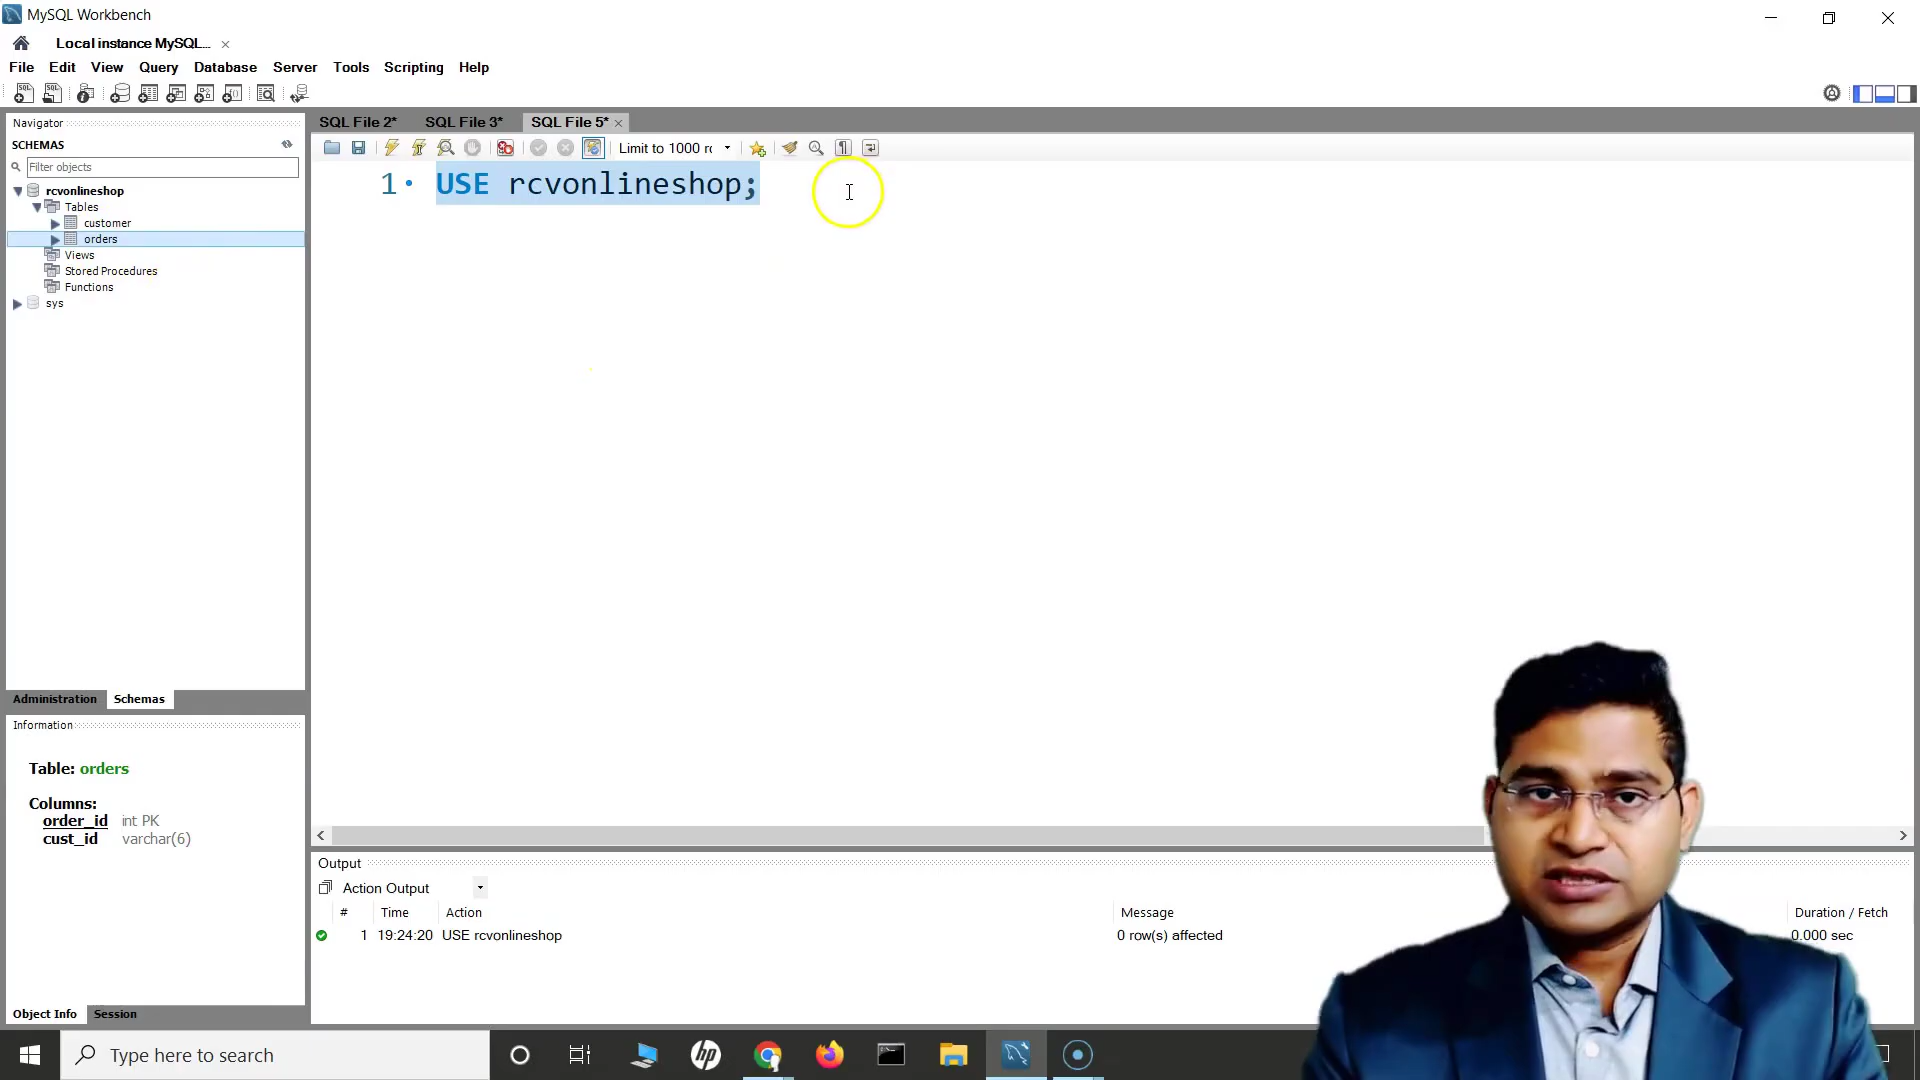 MySQL Workbench
Local instance MySQL...
File Edit View Query Database Server Tools Scripting Help
Navigator
SCHEMAS
Filter objects
rcvonlineshop
Tables
customer
orders
Views
Stored Procedures
Functions
sys
Administration Schemas
Information
Table: orders
Columns:
order_id int PK
cust_id varchar(6)
Object Info Session
SQL File 2* SQL File 3* SQL File 5*
Limit to 1000 rc
1 USE rcvonlineshop;
Output
Action Output
# Time Action Message Duration / Fetch
1 19:24:20 USE rcvonlineshop 0 row(s) affected 0.000 sec
Type here to search